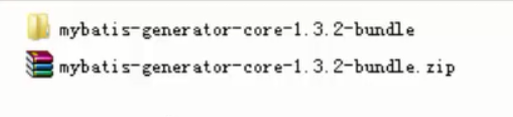 mybatis-generator-core-1.3.2-bundle
mybatis-generator-core-1.3.2-bundle.zip